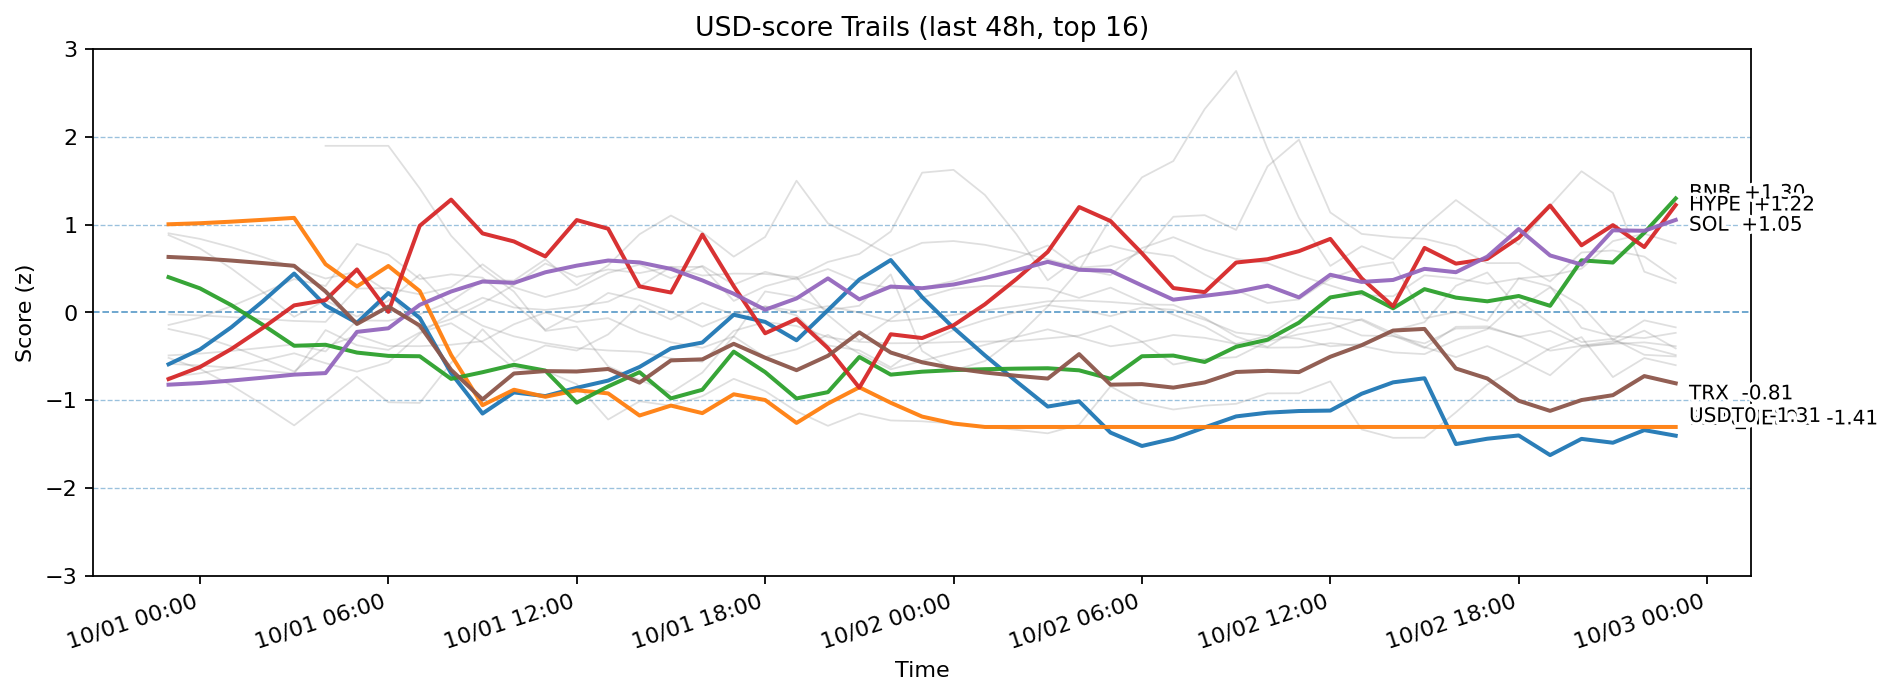 USD-score Trails (last 48h, top 16)
Score (z)
3
2
1
0
−1
−2
−3
BNB +1.30
HYPE +1.22
SOL +1.05
TRX -0.81
USDT0 -1.31
-1.41
10/01 00:00
10/01 06:00
10/01 12:00
10/01 18:00
10/02 00:00
10/02 06:00
10/02 12:00
10/02 18:00
10/03 00:00
Time